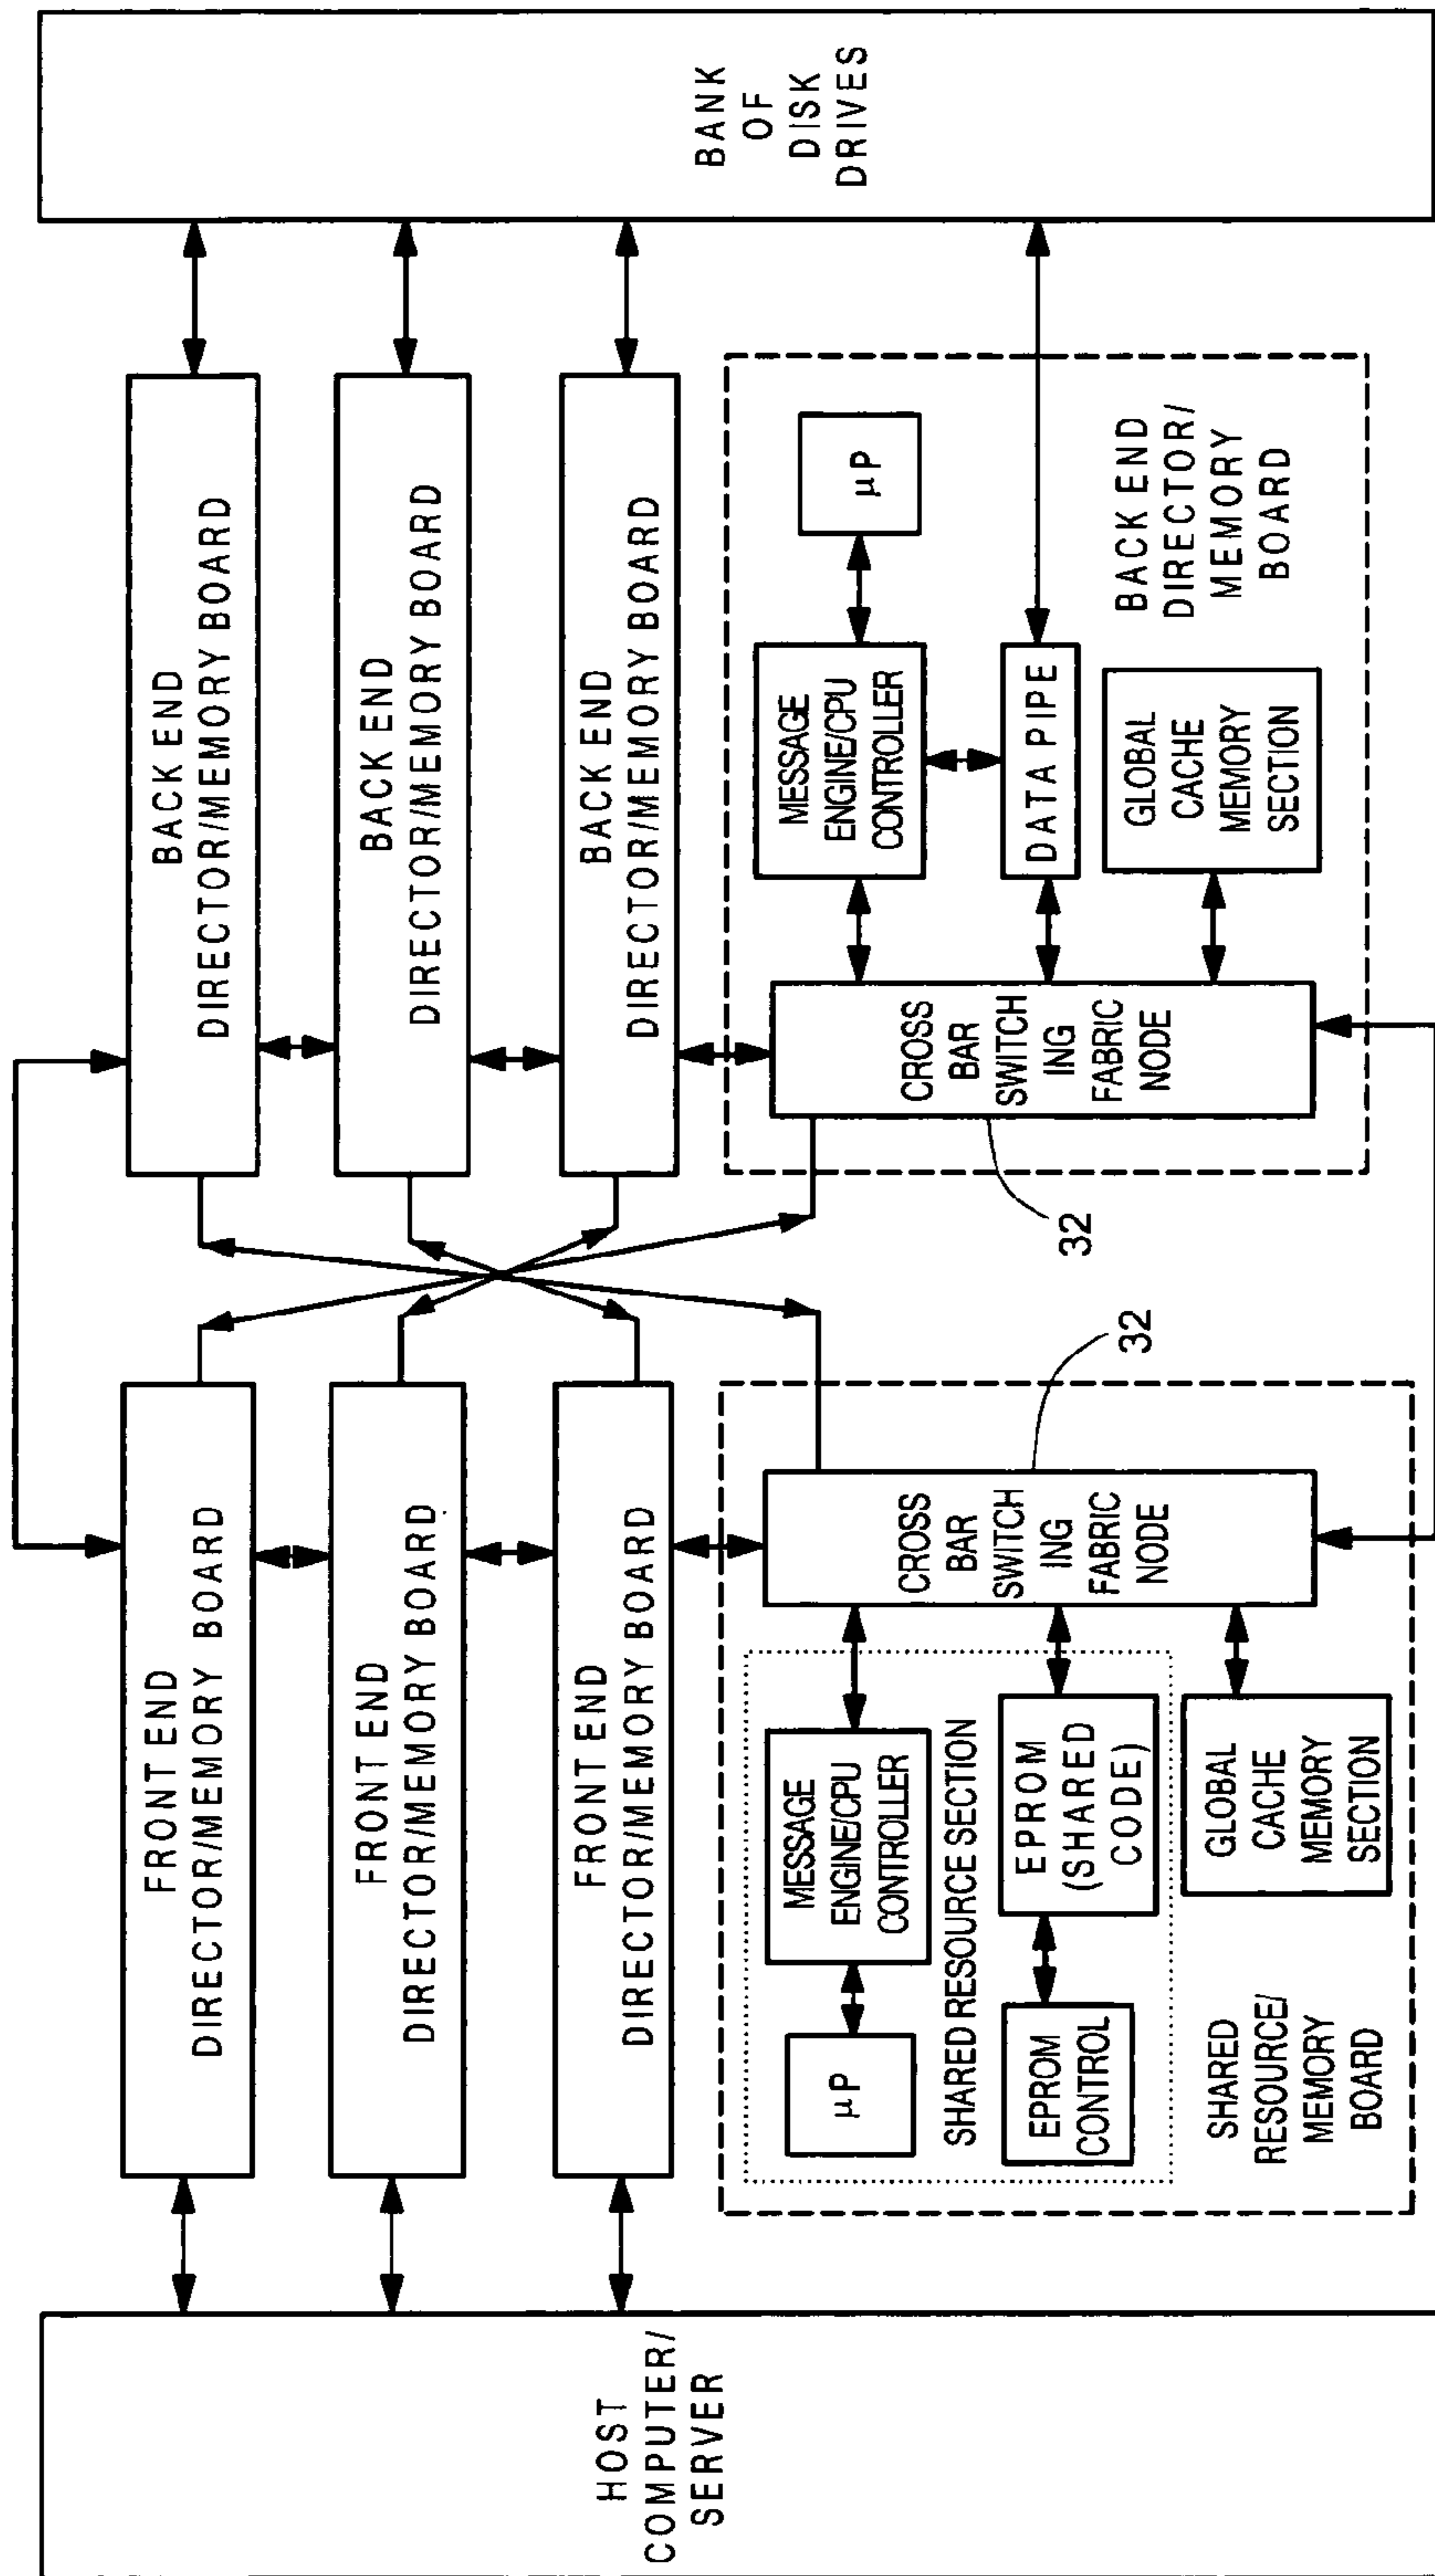 HOST
COMPUTER/
SERVER
FRONT END
DIRECTOR/MEMORY BOARD
FRONT END
DIRECTOR/MEMORY BOARD
FRONT END
DIRECTOR/MEMORY BOARD
µP
MESSAGE
ENGINE/CPU
CONTROLLER
SHARED RESOURCE SECTION
EPROM
CONTROL
EPROM
(SHARED
CODE)
GLOBAL
CACHE
MEMORY
SECTION
SHARED
RESOURCE/
MEMORY
BOARD
CROSS
BAR
SWITCH
ING
FABRIC
NODE
32
BACK END
DIRECTOR/MEMORY BOARD
BACK END
DIRECTOR/MEMORY BOARD
BACK END
DIRECTOR/MEMORY BOARD
CROSS
BAR
SWITCH
ING
FABRIC
NODE
32
MESSAGE
ENGINE/CPU
CONTROLLER
µP
DATA PIPE
GLOBAL
CACHE
MEMORY
SECTION
BACK END
DIRECTOR/
MEMORY
BOARD
BANK
OF
DISK
DRIVES